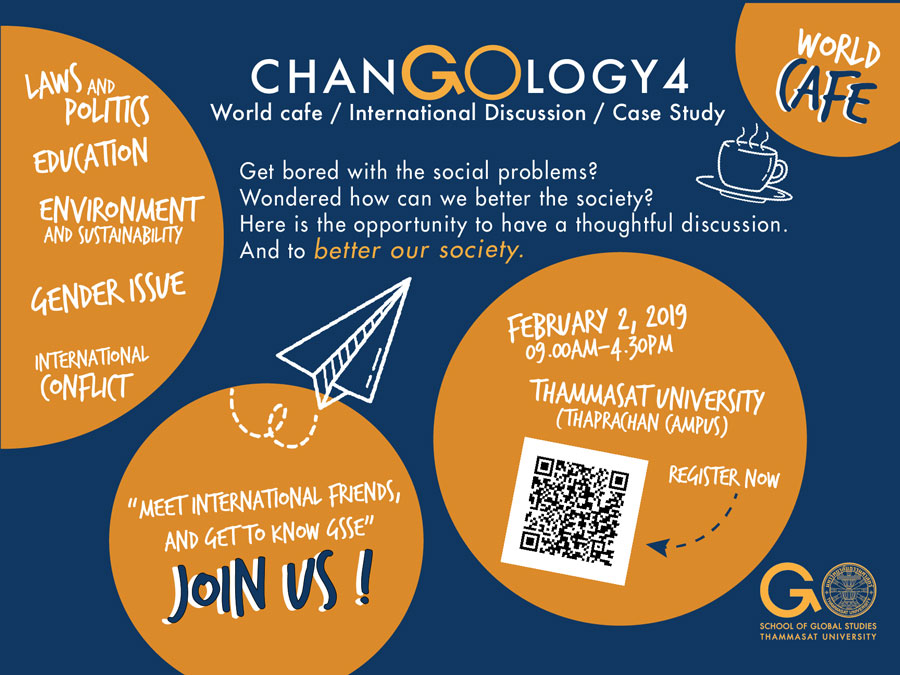 CHANGOLOGY4
World cafe / International Discussion / Case Study
WORLD
CAFE
LAWS AND
POLITICS
EDUCATION
ENVIRONMENT
AND SUSTAINABILITY
GENDER ISSUE
INTERNATIONAL
CONFLICT
Get bored with the social problems?
Wondered how can we better the society?
Here is the opportunity to have a thoughtful discussion.
And to better our society.
FEBRUARY 2, 2019
09.00AM-4.30PM
THAMMASAT UNIVERSITY
(THAPRACHAN CAMPUS)
REGISTER NOW
"MEET INTERNATIONAL FRIENDS,
AND GET TO KNOW GSSE"
JOIN US !
GO
SCHOOL OF GLOBAL STUDIES
THAMMASAT UNIVERSITY